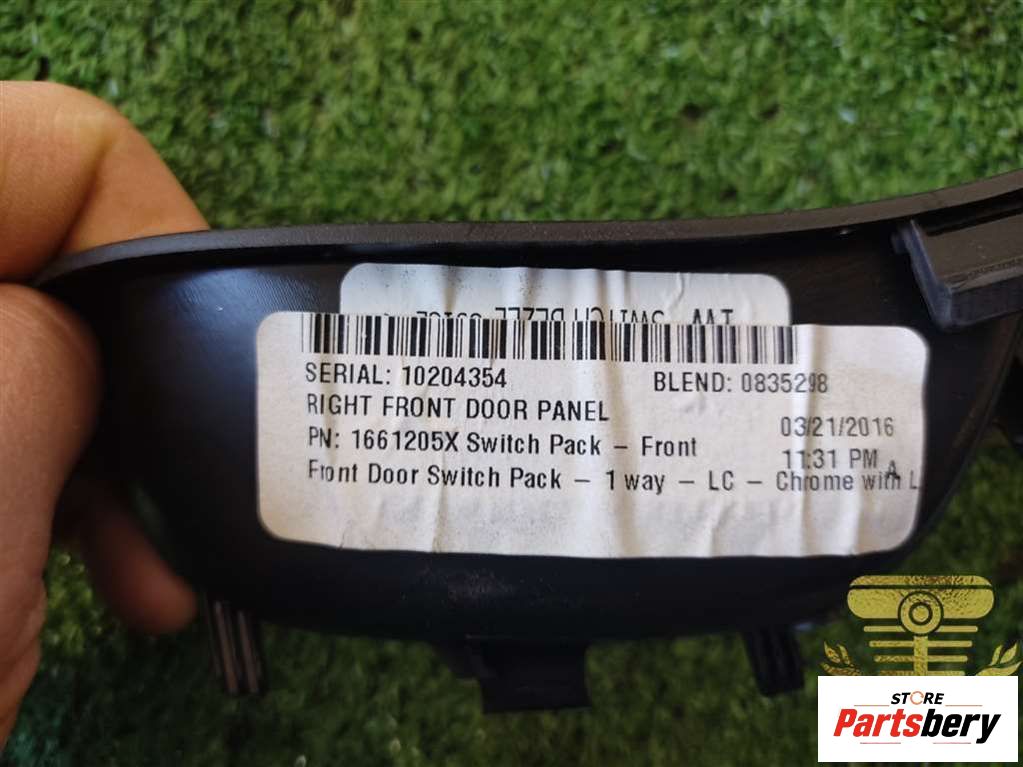 SERIAL: 10204354 BLEND: 0835298
RIGHT FRONT DOOR PANEL 03/21/2016
PN: 1661205X Switch Pack – Front 11:31 PM A
Front Door Switch Pack – 1 way – LC – Chrome with L
STORE
Partsbery